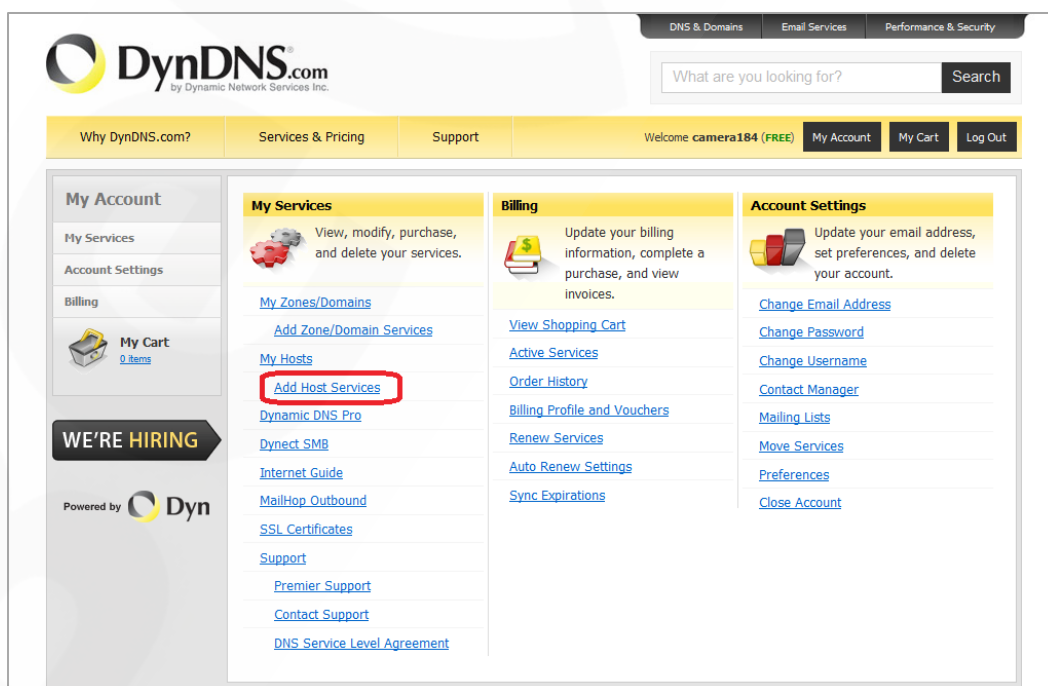 DNS & Domains
Email Services
Performance & Security
DynDNS.com
by Dynamic Network Services Inc.
What are you looking for?
Search
Why DynDNS.com?
Services & Pricing
Support
Welcome camera184 (FREE)
My Account
My Cart
Log Out
My Account
My Services
Account Settings
Billing
My Cart
0 items
WE'RE HIRING
Powered by Dyn
My Services
View, modify, purchase,
and delete your services.
My Zones/Domains
Add Zone/Domain Services
My Hosts
Add Host Services
Dynamic DNS Pro
Dynect SMB
Internet Guide
MailHop Outbound
SSL Certificates
Support
Premier Support
Contact Support
DNS Service Level Agreement
Billing
Update your billing
information, complete a
purchase, and view
invoices.
View Shopping Cart
Active Services
Order History
Billing Profile and Vouchers
Renew Services
Auto Renew Settings
Sync Expirations
Account Settings
Update your email address,
set preferences, and delete
your account.
Change Email Address
Change Password
Change Username
Contact Manager
Mailing Lists
Move Services
Preferences
Close Account